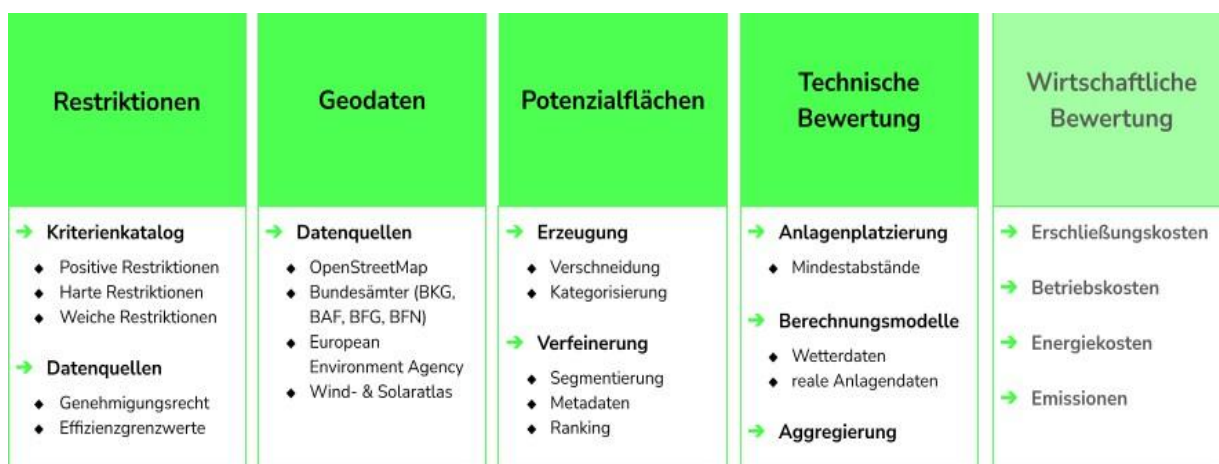 Restriktionen
Geodaten
Potenzialflächen
Technische
Bewertung
Wirtschaftliche
Bewertung
Kriterienkatalog
Positive Restriktionen
Harte Restriktionen
Weiche Restriktionen
Datenquellen
Genehmigungsrecht
Effizienzgrenzwerte
Datenquellen
OpenStreetMap
Bundesämter (BKG,
BAF, BFG, BFN)
European
Environment Agency
Wind- & Solaratlas
Erzeugung
Verschneidung
Kategorisierung
Verfeinerung
Segmentierung
Metadaten
Ranking
Anlagenplatzierung
Mindestabstände
Berechnungsmodelle
Wetterdaten
reale Anlagendaten
Aggregierung
Erschließungskosten
Betriebskosten
Energiekosten
Emissionen